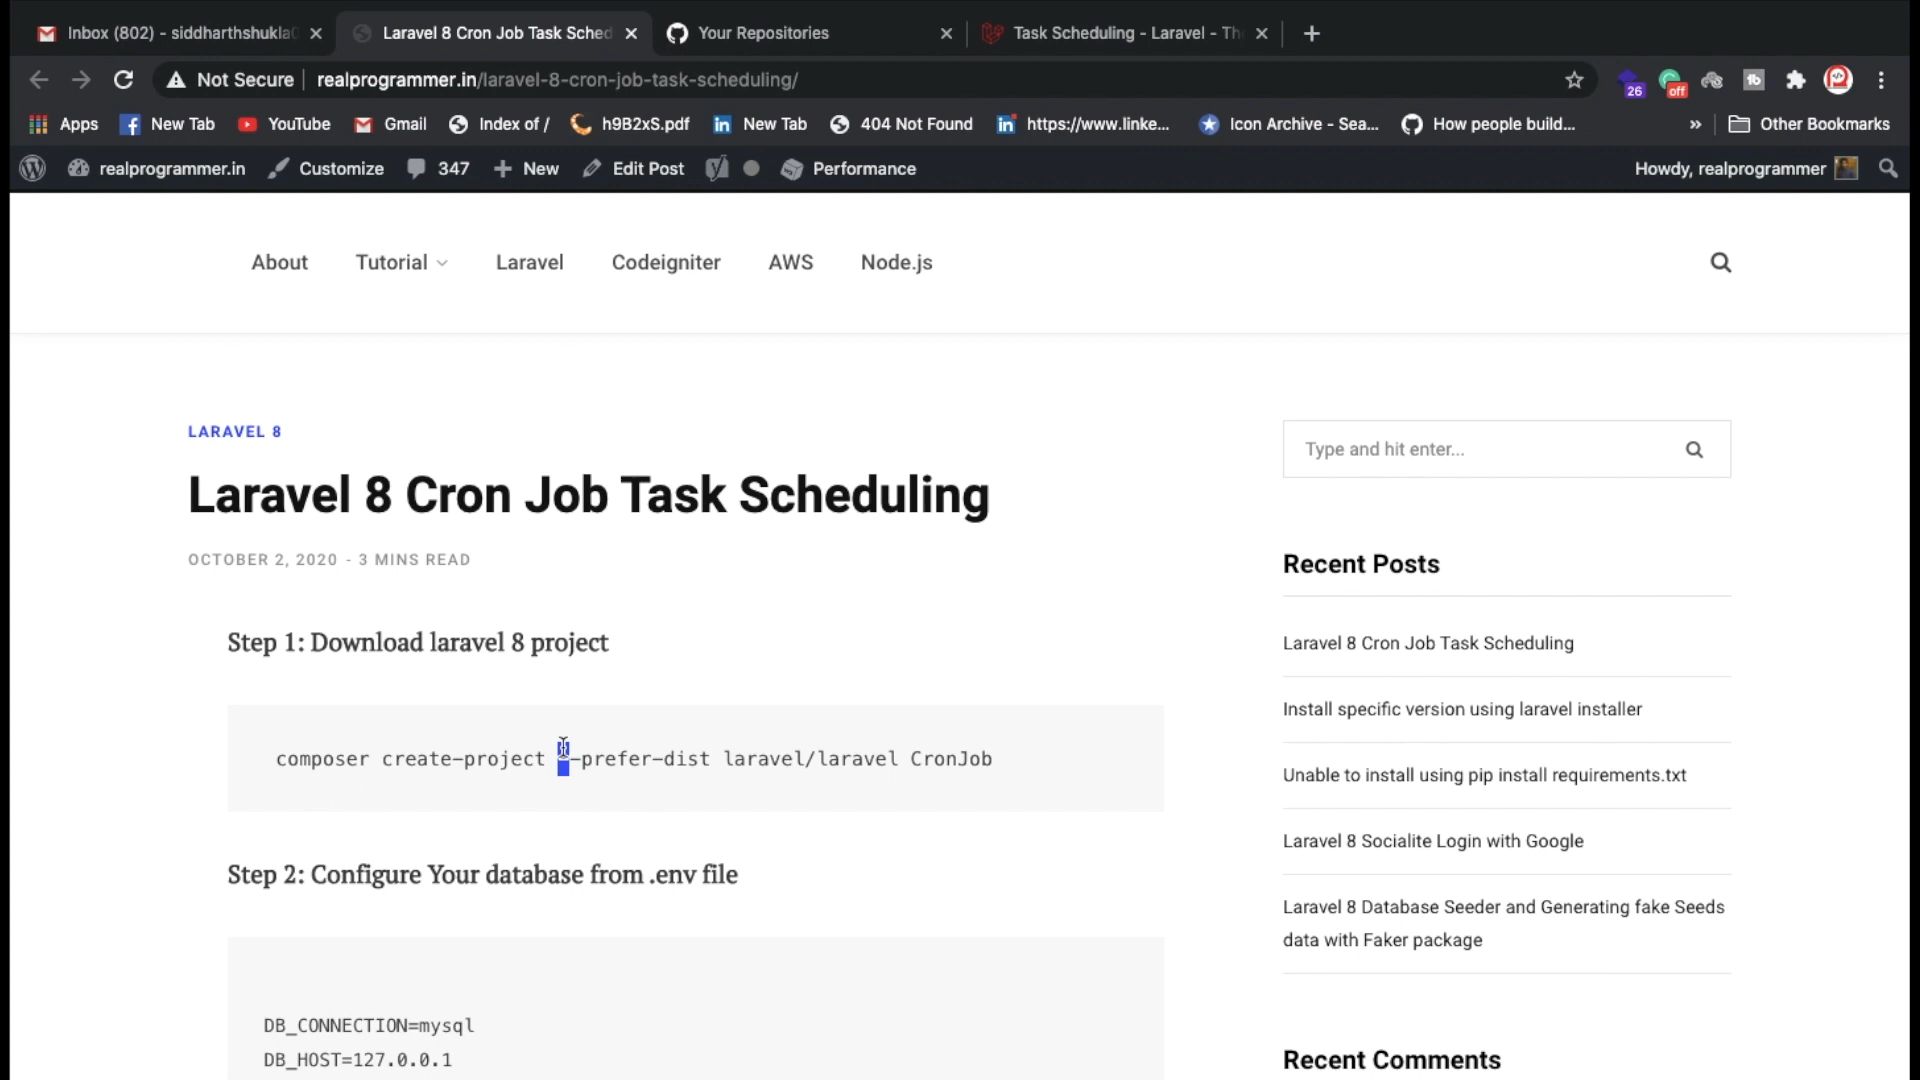 Inbox (802) - siddharthshukla
Laravel 8 Cron Job Task Sched
Your Repositories
Task Scheduling - Laravel - Th
Not Secure
realprogrammer.in/laravel-8-cron-job-task-scheduling/
26
off
Apps
New Tab
YouTube
Gmail
Index of /
h9B2xS.pdf
New Tab
404 Not Found
https://www.linke...
Icon Archive - Sea...
How people build...
»
Other Bookmarks
realprogrammer.in
Customize
347
New
Edit Post
Performance
Howdy, realprogrammer
About
Tutorial
Laravel
Codeigniter
AWS
Node.js
LARAVEL 8
Laravel 8 Cron Job Task Scheduling
OCTOBER 2, 2020 - 3 MINS READ
Step 1: Download laravel 8 project
composer create-project --prefer-dist laravel/laravel CronJob
Step 2: Configure Your database from .env file
DB_CONNECTION=mysql
DB_HOST=127.0.0.1
Type and hit enter...
Recent Posts
Laravel 8 Cron Job Task Scheduling
Install specific version using laravel installer
Unable to install using pip install requirements.txt
Laravel 8 Socialite Login with Google
Laravel 8 Database Seeder and Generating fake Seeds
data with Faker package
Recent Comments